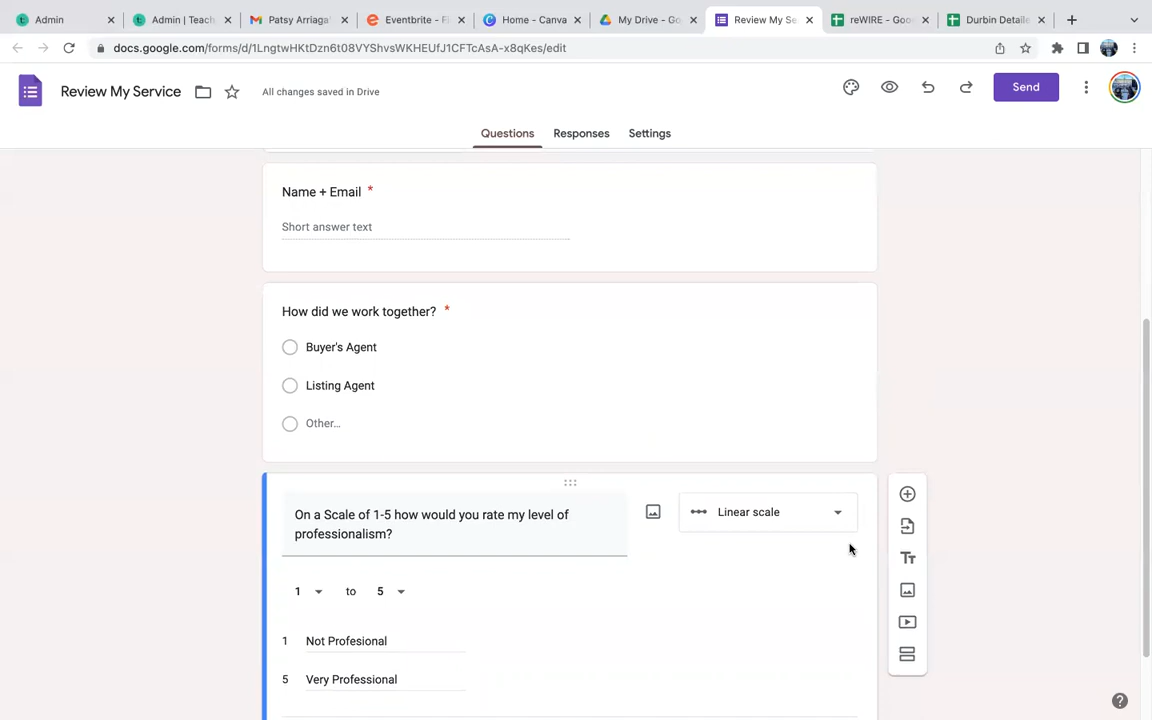 Admin
Admin | Teach
Patsy Arriaga
Eventbrite - Fi
Home - Canva
My Drive - Go
Review My Se
reWIRE - Goo
Durbin Detaile
docs.google.com/forms/d/1LngtwHKtDzn6t08VYShvsWKHEUfJ1CFTcAsA-x8qKes/edit
Review My Service
All changes saved in Drive
Send
Questions
Responses
Settings
Name + Email *
Short answer text
How did we work together? *
Buyer's Agent
Listing Agent
Other...
On a Scale of 1-5 how would you rate my level of
professionalism?
Linear scale
1 to 5
1 Not Profesional
5 Very Professional